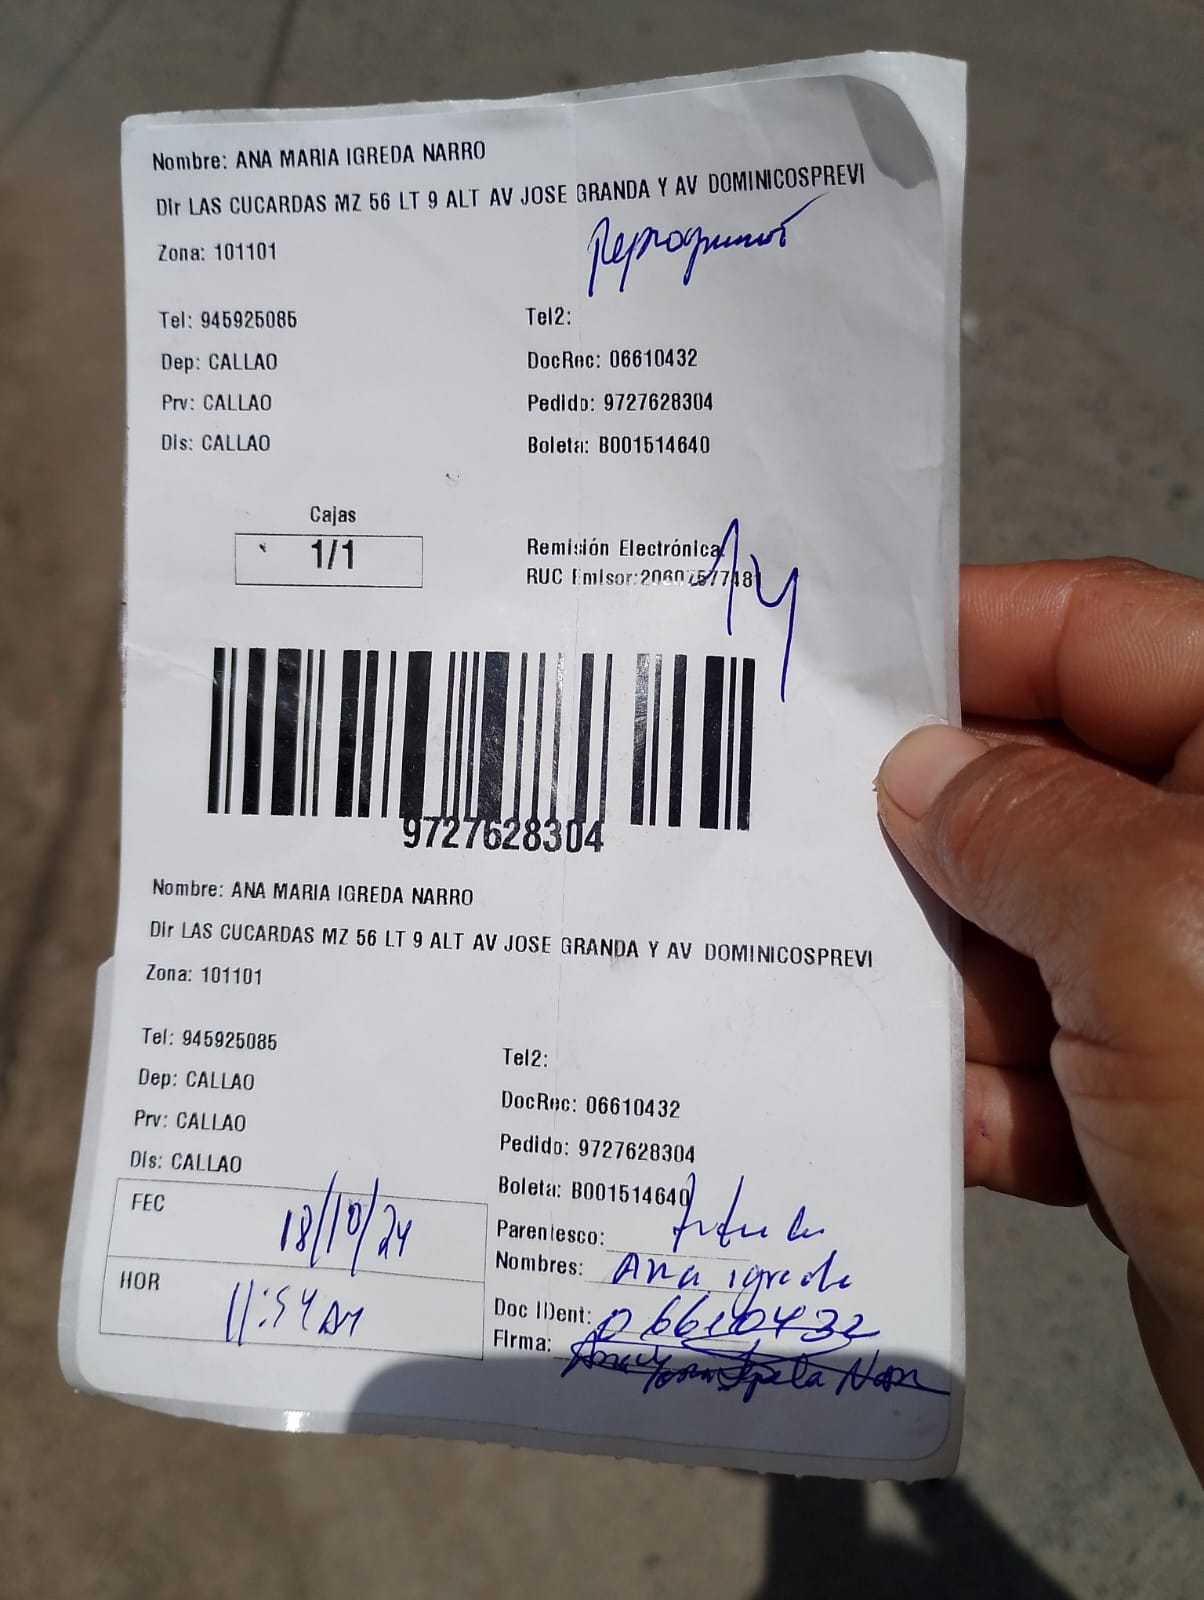 Nombre: ANA MARIA IGREDA NARRO
Dir LAS CUCARDAS MZ 56 LT 9 ALT AV JOSE GRANDA Y AV DOMINICOSPREVI
Zona: 101101
Tel: 945925085
Tel2:
Dep: CALLAO
DocRec: 06610432
Prv: CALLAO
Pedido: 9727628304
Dis: CALLAO
Boleta: B001514640
Cajas
1/1
Remisión Electrónica
RUC Emisor:
14
9727628304
Nombre: ANA MARIA IGREDA NARRO
Dir LAS CUCARDAS MZ 56 LT 9 ALT AV JOSE GRANDA Y AV DOMINICOSPREVI
Zona: 101101
Tel: 945925085
Tel2:
Dep: CALLAO
DocRec: 06610432
Prv: CALLAO
Pedido: 9727628304
Dis: CALLAO
Boleta: B001514640
FEC 18/10/24
Parentesco:
Nombres: Ana igreda
HOR 11:54 AM
Doc IDent: 06610432
Firma: